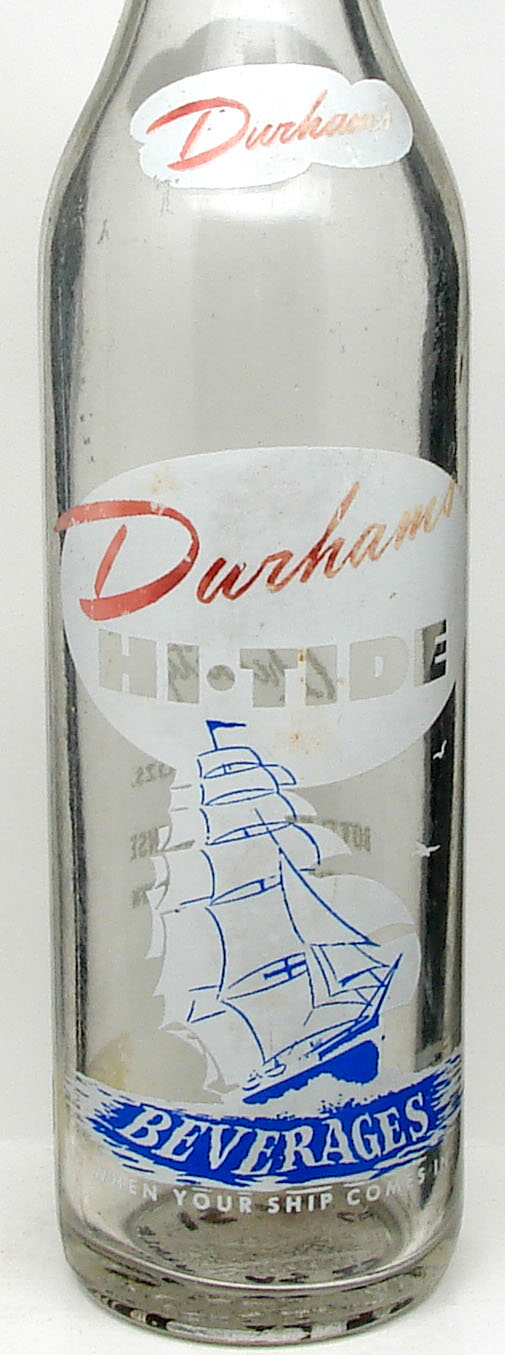 Durham's
Durham's
HI·TIDE
BEVERAGES
WHEN YOUR SHIP COMES IN